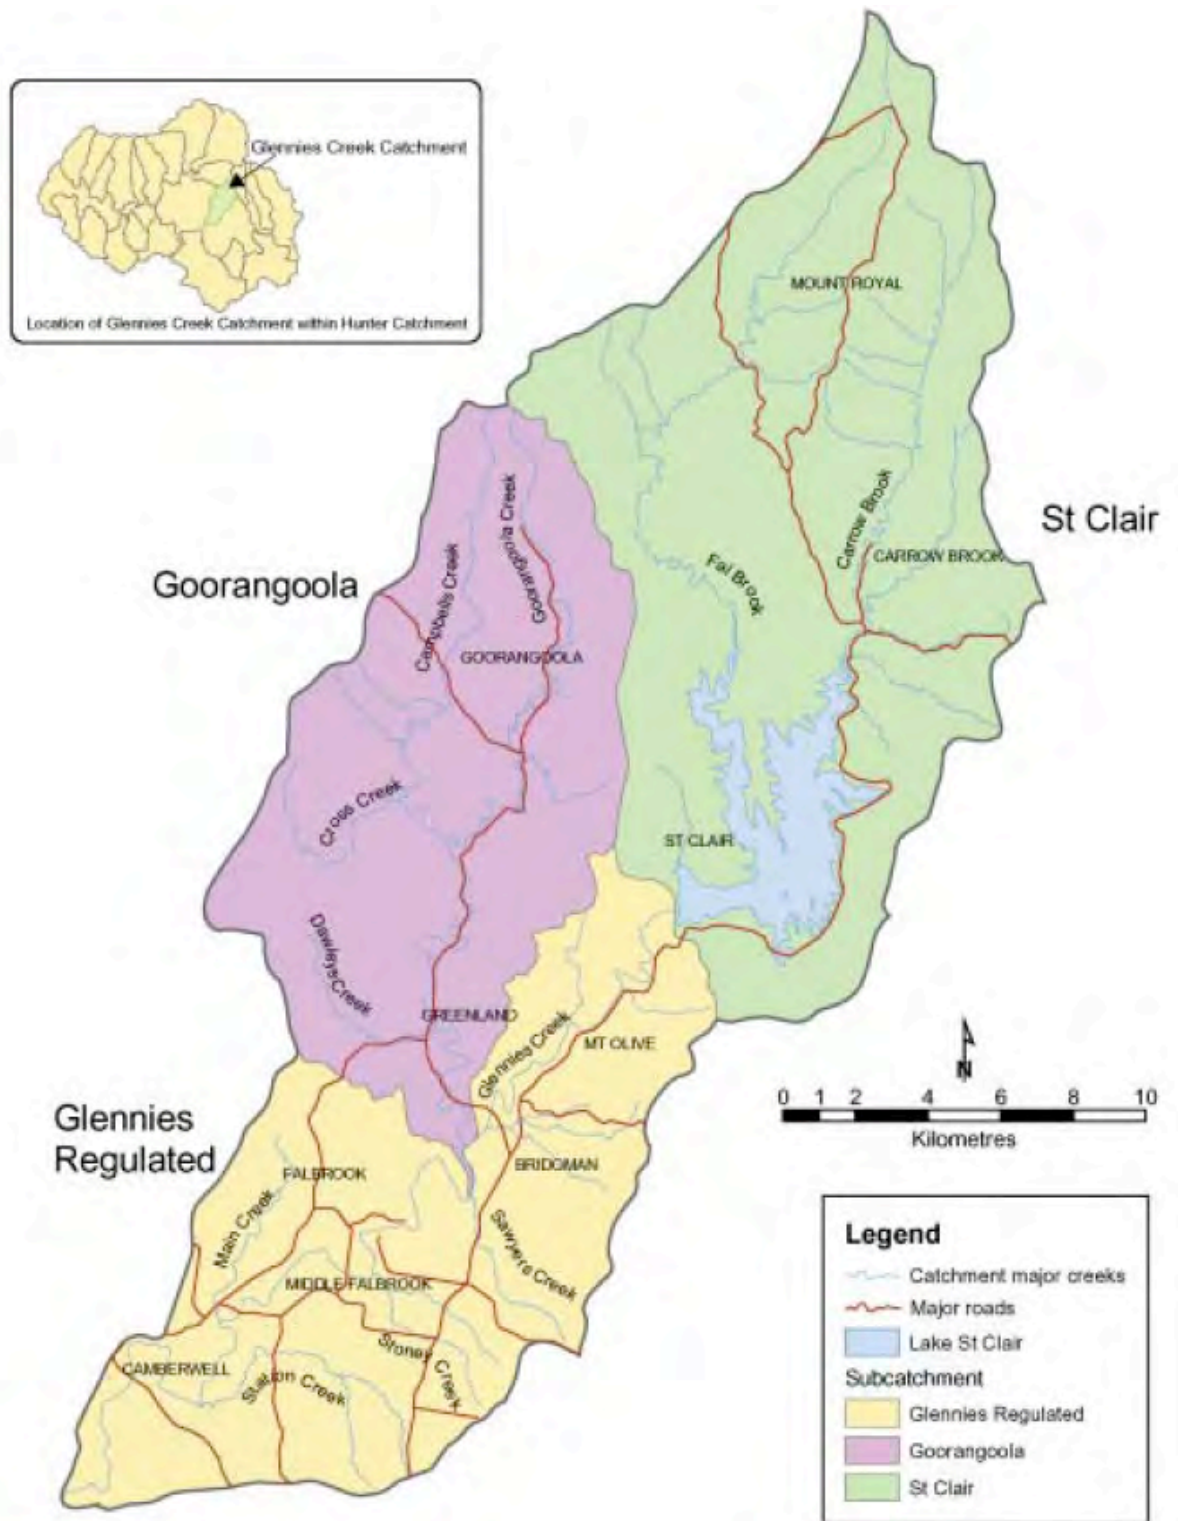 Glennies Creek Catchment
Location of Glennies Creek Catchment within Hunter Catchment
MOUNT ROYAL
Carrow Brook
CARROW BROOK
St Clair
Fal Brook
Goorangoola Creek
Goorangoola Creek
Campbells Creek
Goorangoola
GOORANGOOLA
Cross Creek
ST CLAIR
Dawleys Creek
GREENLAND
Glennies Creek
MT OLIVE
N
0 1 2 4 6 8 10
Kilometres
Glennies
Regulated
FALBROOK
BRIDGMAN
Main Creek
Sawyers Creek
MIDDLE FALBROOK
CAMBERWELL
Station Creek
Stoney Creek
Legend
Catchment major creeks
Major roads
Lake St Clair
Subcatchment
Glennies Regulated
Goorangoola
St Clair